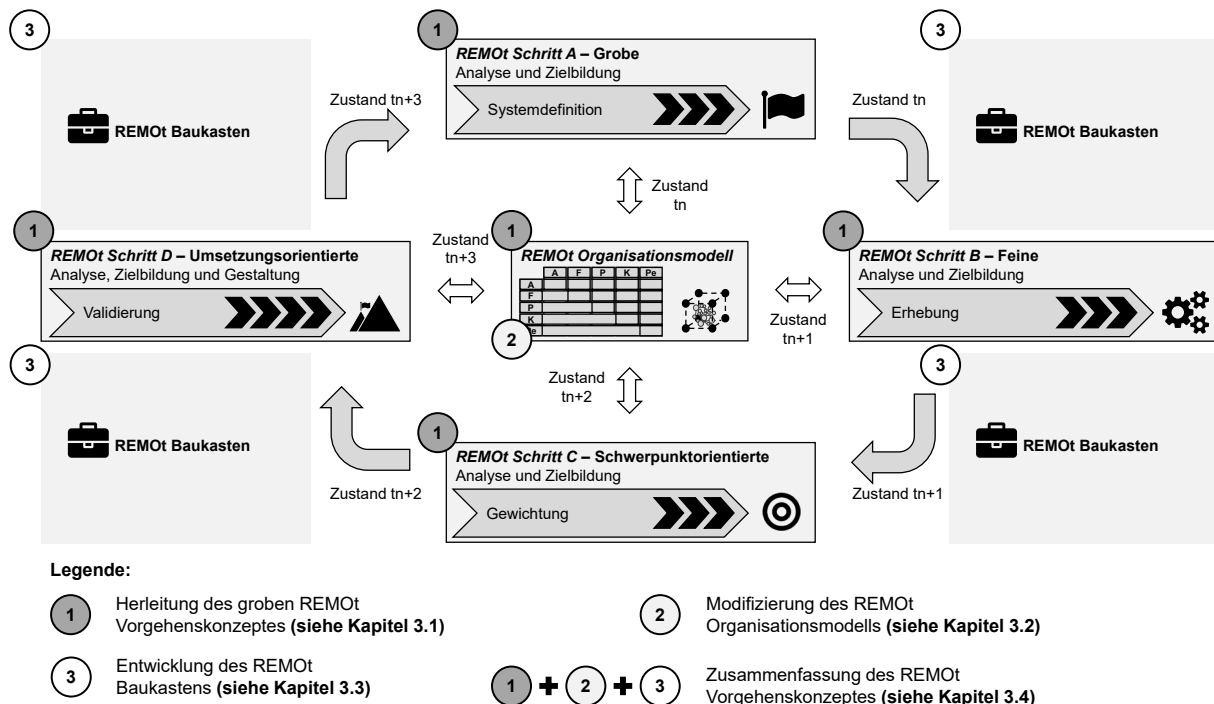 3
REMOt Baukasten
Zustand tn+3
1
REMOt Schritt A – Grobe
Analyse und Zielbildung
Systemdefinition
Zustand tn
3
REMOt Baukasten
Zustand
tn
1
REMOt Schritt D – Umsetzungsorientierte
Analyse, Zielbildung und Gestaltung
Validierung
Zustand
tn+3
1
REMOt Organisationsmodell
A F P K Pe
A
F
P
K
2
Zustand
tn+1
1
REMOt Schritt B – Feine
Analyse und Zielbildung
Erhebung
3
REMOt Baukasten
Zustand tn+2
Zustand
tn+2
1
REMOt Schritt C – Schwerpunktorientierte
Analyse und Zielbildung
Gewichtung
Zustand tn+1
3
REMOt Baukasten
Legende:
1
Herleitung des groben REMOt
Vorgehenskonzeptes (siehe Kapitel 3.1)
2
Modifizierung des REMOt
Organisationsmodells (siehe Kapitel 3.2)
3
Entwicklung des REMOt
Baukastens (siehe Kapitel 3.3)
1 + 2 + 3
Zusammenfassung des REMOt
Vorgehenskonzeptes (siehe Kapitel 3.4)